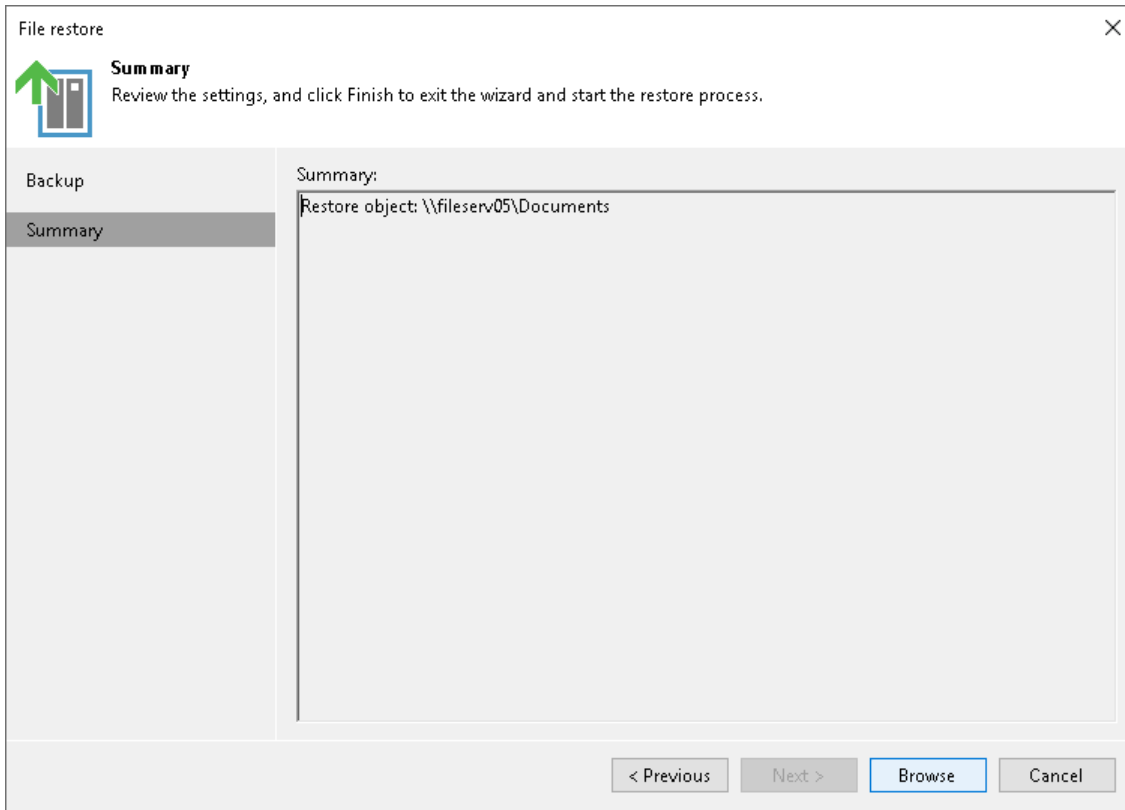 File restore
Summary
Review the settings, and click Finish to exit the wizard and start the restore process.
Backup
Summary
Summary:
Restore object: \\fileserv05\Documents
< Previous
Next >
Browse
Cancel